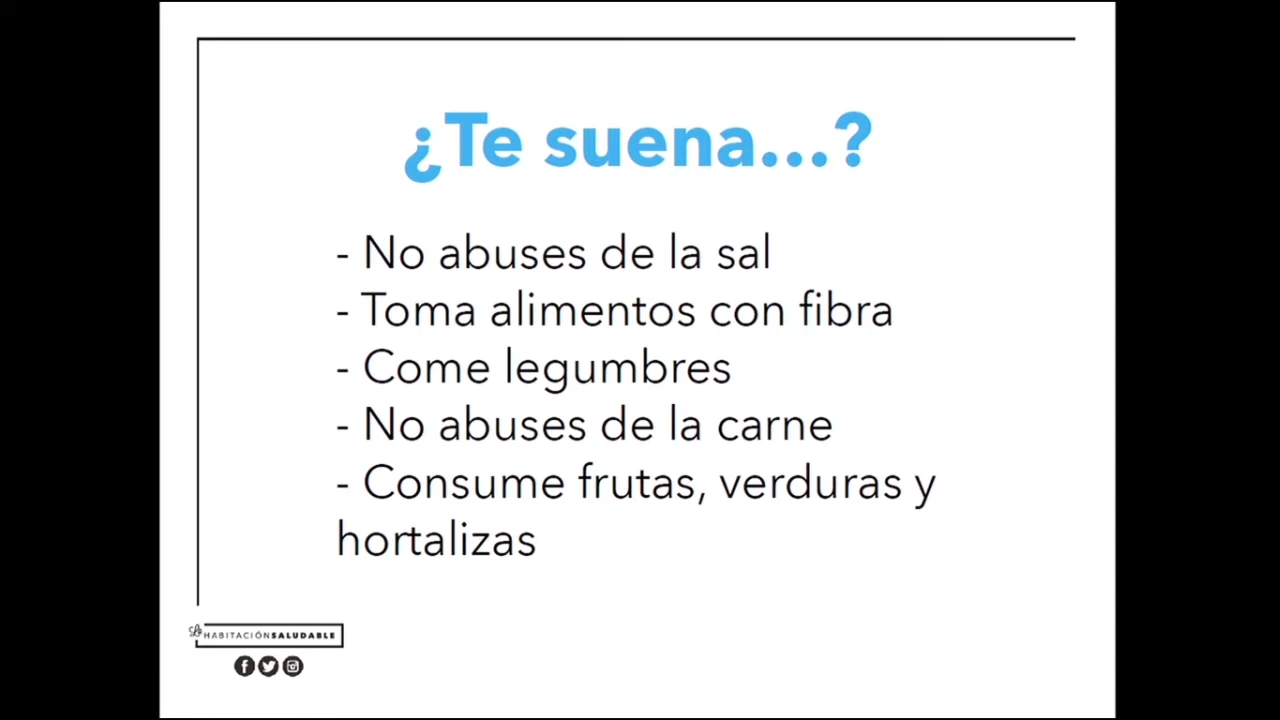 ¿Te suena...?
- No abuses de la sal
- Toma alimentos con fibra
- Come legumbres
- No abuses de la carne
- Consume frutas, verduras y
hortalizas
La HABITACIÓNSALUDABLE